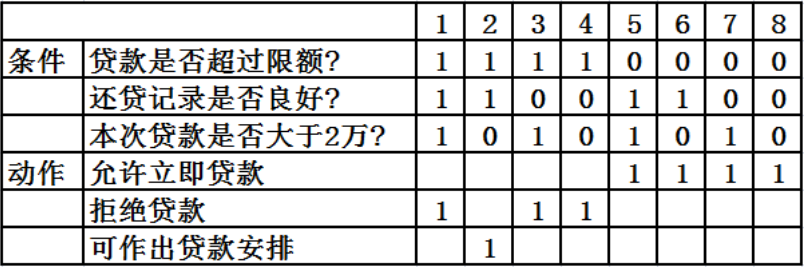 1 2 3 4 5 6 7 8
条件 贷款是否超过限额? 1 1 1 1 0 0 0 0
还贷记录是否良好? 1 1 0 0 1 1 0 0
本次贷款是否大于2万? 1 0 1 0 1 0 1 0
动作 允许立即贷款 1 1 1 1
拒绝贷款 1 1 1
可作出贷款安排 1